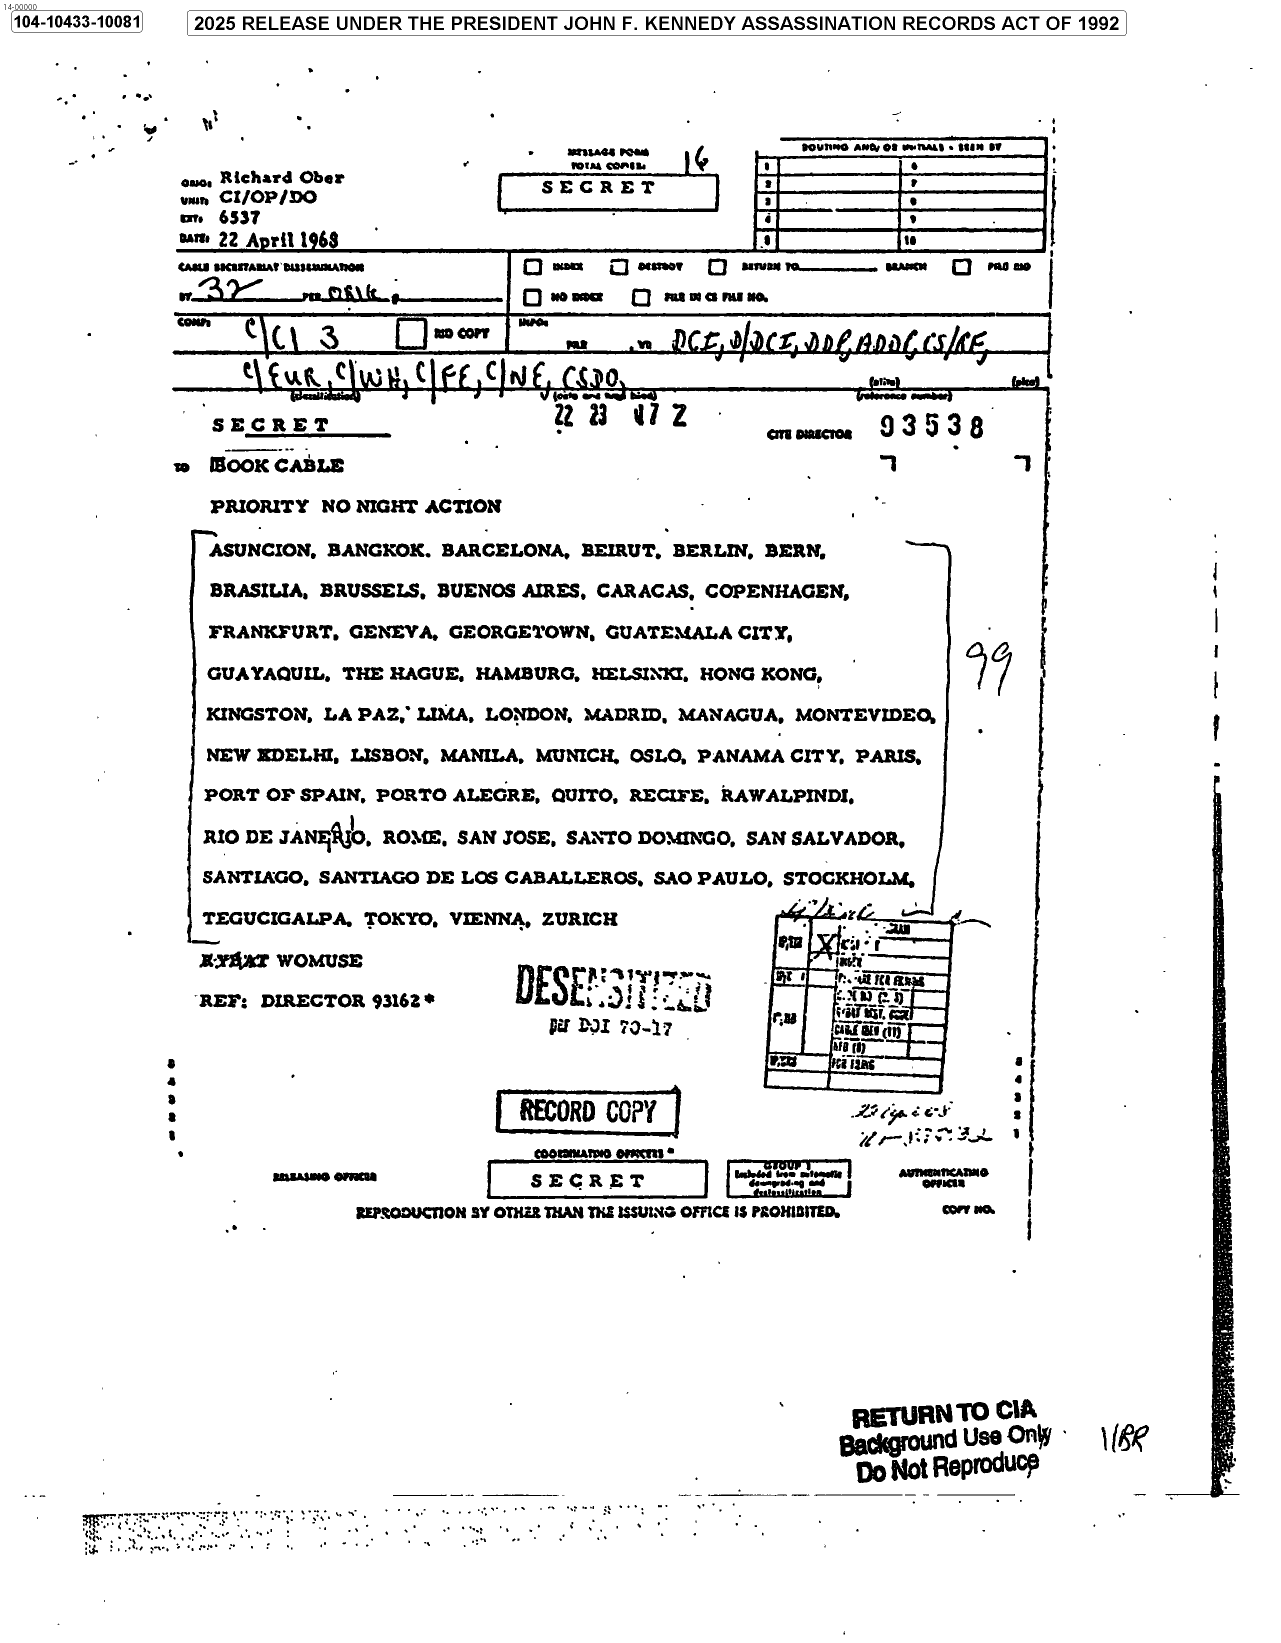 14-00000
104-10433-10081
2025 RELEASE UNDER THE PRESIDENT JOHN F. KENNEDY ASSASSINATION RECORDS ACT OF 1992
MESSAGE FORM
TOTAL COPIES: 16
ROUTING AND/OR INITIALS - SEEN BY
1 6
2 7
3 8
4 9
5 10
ORIG: Richard Ober
UNIT: CI/OP/DO
EXT: 6537
DATE: 22 April 1968
SECRET
CABLE SECRETARIAT DISSEMINATION
BY 32 PER ORIG
INDEX DESTROY RETURN TO BRANCH FILE RID
NO INDEX FILE IN CS FILE NO.
CONF: C/CI 3 RID COPY
INFO: FILE VR DCI, D/DCI, DDP, ADDP, CS/RF,
C/EUR, C/WH, C/FE, C/NE, CSDO,
(classification) (date and time filed) (elite) (reference number) (pica)
SECRET
22 23 47 Z
CITE DIRECTOR 93538
TO BOOK CABLE
PRIORITY NO NIGHT ACTION
ASUNCION, BANGKOK. BARCELONA, BEIRUT, BERLIN, BERN,
BRASILIA, BRUSSELS, BUENOS AIRES, CARACAS, COPENHAGEN,
FRANKFURT, GENEVA, GEORGETOWN, GUATEMALA CITY,
GUAYAQUIL, THE HAGUE, HAMBURG, HELSINKI, HONG KONG,
99
KINGSTON, LA PAZ, LIMA, LONDON, MADRID, MANAGUA, MONTEVIDEO,
NEW DELHI, LISBON, MANILA, MUNICH, OSLO, PANAMA CITY, PARIS,
PORT OF SPAIN, PORTO ALEGRE, QUITO, RECIFE, RAWALPINDI,
RIO DE JANERIO, ROME, SAN JOSE, SANTO DOMINGO, SAN SALVADOR,
SANTIAGO, SANTIAGO DE LOS CABALLEROS, SAO PAULO, STOCKHOLM,
TEGUCIGALPA, TOKYO, VIENNA, ZURICH
WOMUSE
REF: DIRECTOR 93162*
DESENSITIZED
per DOI 70-17
RECORD COPY
COORDINATING OFFICERS
RELEASING OFFICER
SECRET
GROUP 1
Excluded from automatic
downgrading and
declassification
AUTHENTICATING
OFFICER
REPRODUCTION BY OTHER THAN THE ISSUING OFFICE IS PROHIBITED.
COPY NO.
RETURN TO CIA
Background Use Only
Do Not Reproduce
1/BR